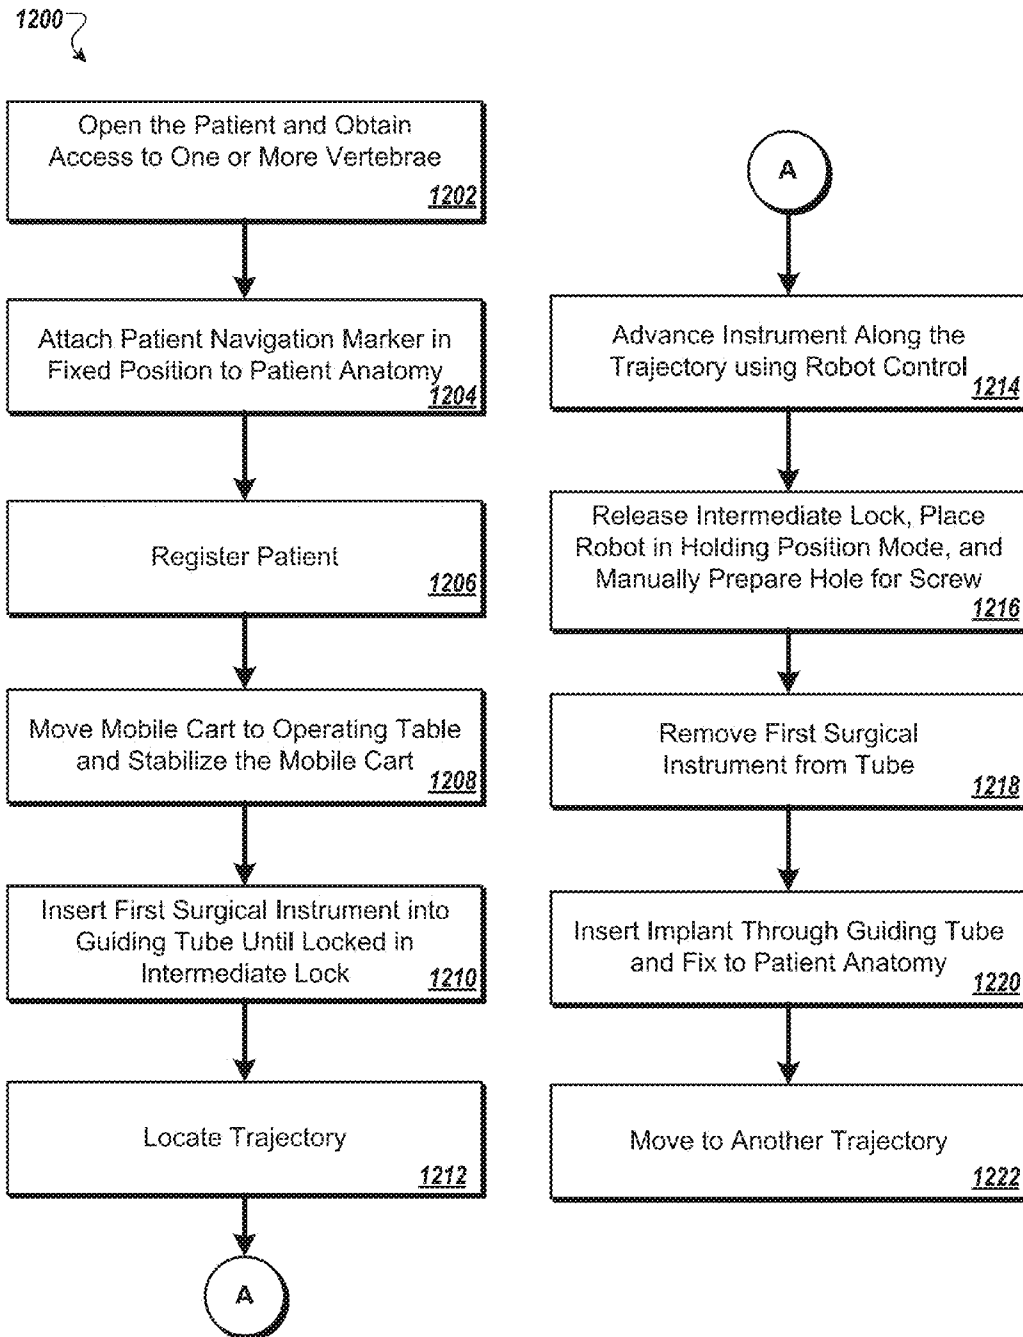 1200
Open the Patient and Obtain
Access to One or More Vertebrae
1202
Attach Patient Navigation Marker in
Fixed Position to Patient Anatomy
1204
Register Patient
1206
Move Mobile Cart to Operating Table
and Stabilize the Mobile Cart
1208
Insert First Surgical Instrument into
Guiding Tube Until Locked in
Intermediate Lock
1210
Locate Trajectory
1212
A
A
Advance Instrument Along the
Trajectory using Robot Control
1214
Release Intermediate Lock, Place
Robot in Holding Position Mode, and
Manually Prepare Hole for Screw
1216
Remove First Surgical
Instrument from Tube
1218
Insert Implant Through Guiding Tube
and Fix to Patient Anatomy
1220
Move to Another Trajectory
1222